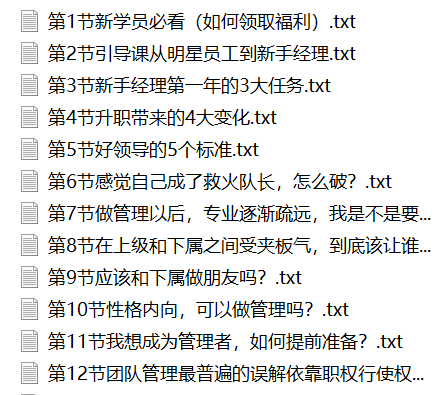 第1节新学员必看（如何领取福利）.txt
第2节引导课从明星员工到新手经理.txt
第3节新手经理第一年的3大任务.txt
第4节升职带来的4大变化.txt
第5节好领导的5个标准.txt
第6节感觉自己成了救火队长，怎么破？.txt
第7节做管理以后，专业逐渐疏远，我是不是要...
第8节在上级和下属之间受夹板气，到底该让谁...
第9节应该和下属做朋友吗？.txt
第10节性格内向，可以做管理吗？.txt
第11节我想成为管理者，如何提前准备？.txt
第12节团队管理最普遍的误解依靠职权行使权...